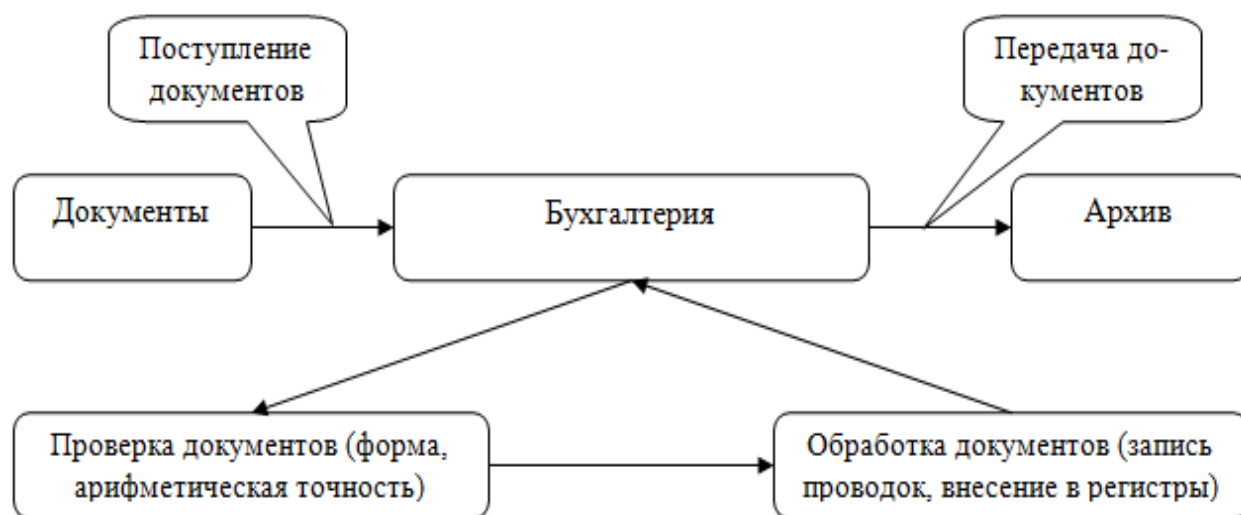 Поступление
документов
Передача до-
кументов
Документы
Бухгалтерия
Архив
Проверка документов (форма,
арифметическая точность)
Обработка документов (запись
проводок, внесение в регистры)